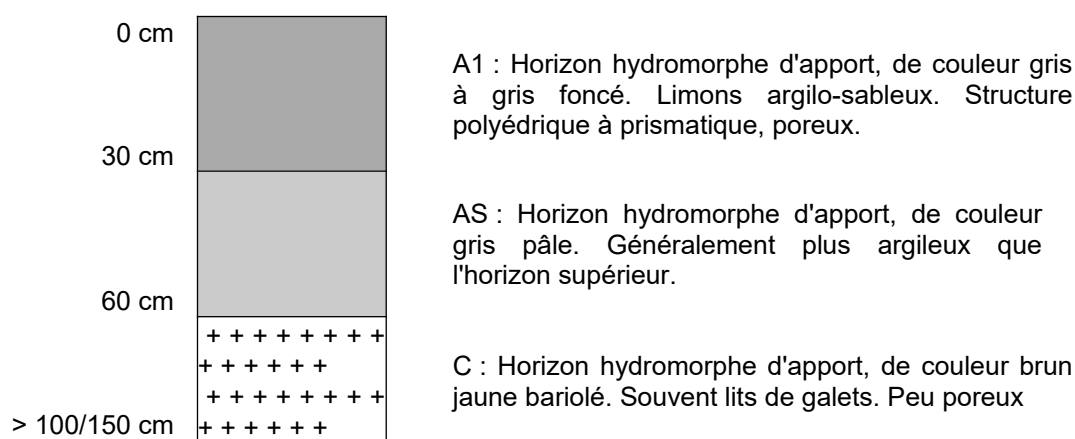 0 cm
A1 : Horizon hydromorphe d'apport, de couleur gris
à gris foncé. Limons argilo-sableux. Structure
polyédrique à prismatique, poreux.
30 cm
AS : Horizon hydromorphe d'apport, de couleur
gris pâle. Généralement plus argileux que
l'horizon supérieur.
60 cm
+ + + + + + + +
+ + + + + +
+ + + + + + + +
+ + + + + +
C : Horizon hydromorphe d'apport, de couleur brun
jaune bariolé. Souvent lits de galets. Peu poreux
> 100/150 cm